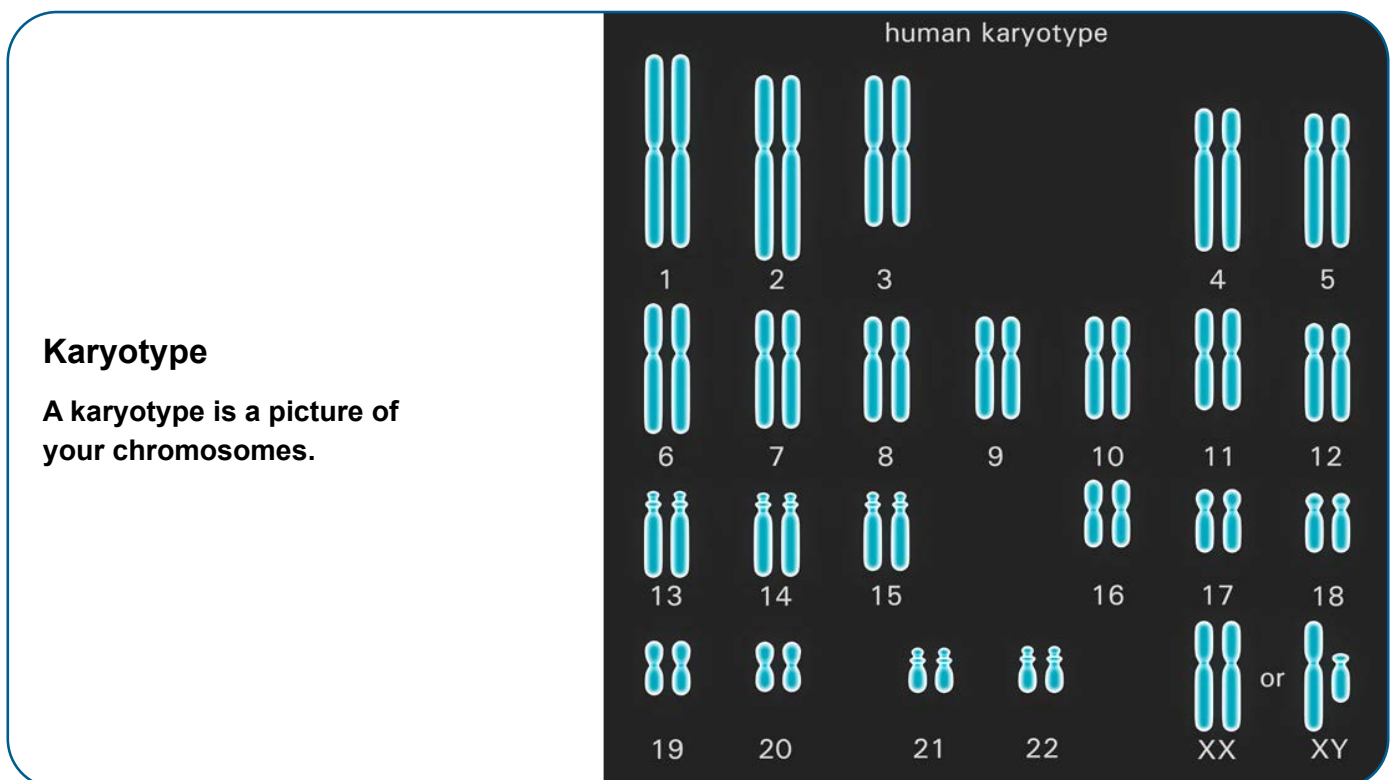 human karyotype
1 2 3 4 5
Karyotype
A karyotype is a picture of
your chromosomes.
6 7 8 9 10 11 12
13 14 15 16 17 18
or
19 20 21 22 XX XY